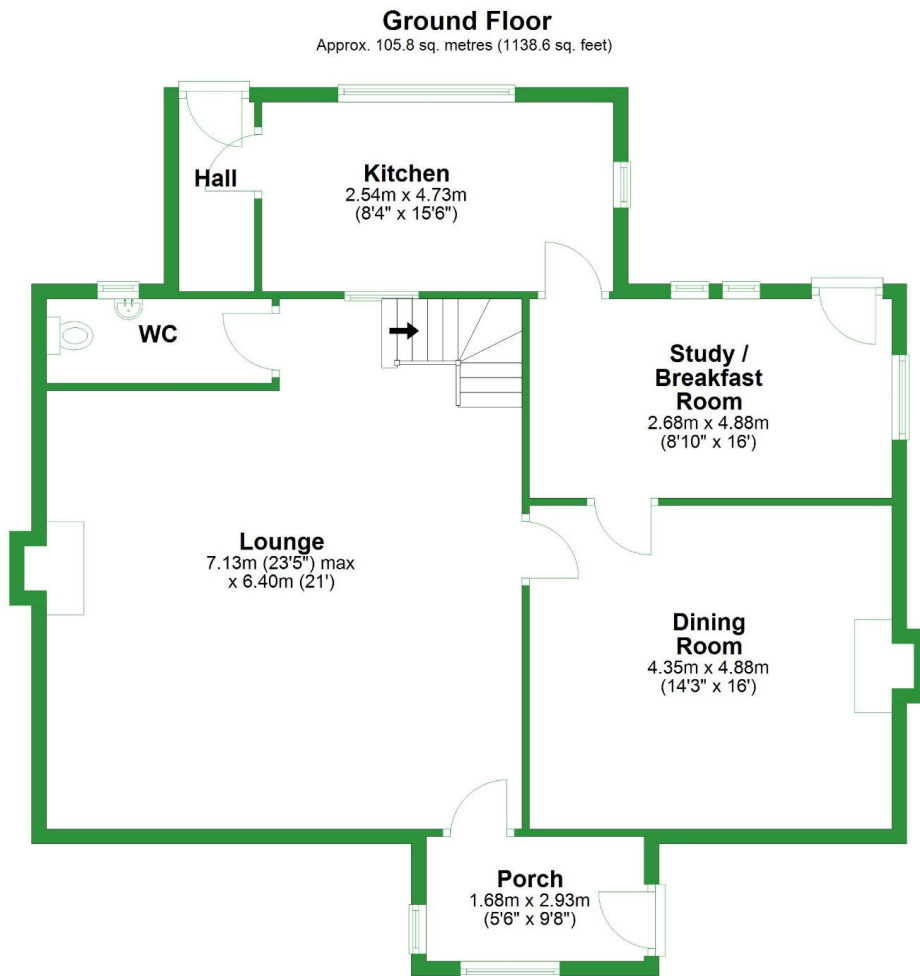 Ground Floor
Approx. 105.8 sq. metres (1138.6 sq. feet)
Hall
Kitchen
2.54m x 4.73m
(8'4" x 15'6")
WC
Study /
Breakfast
Room
2.68m x 4.88m
(8'10" x 16')
Lounge
7.13m (23'5") max
x 6.40m (21')
Dining
Room
4.35m x 4.88m
(14'3" x 16')
Porch
1.68m x 2.93m
(5'6" x 9'8")